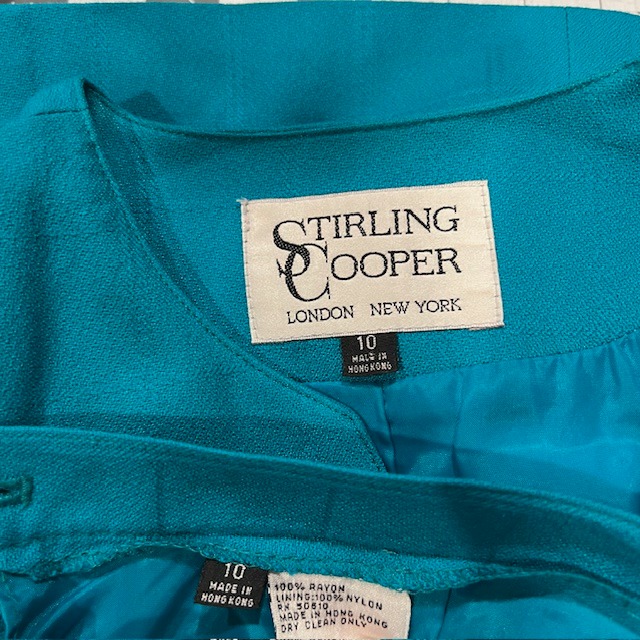 STIRLING
COOPER
LONDON NEW YORK
10
MADE IN
HONG KONG
10
MADE IN
HONG KONG
100% RAYON
LINING:100% NYLON
RN 50610
MADE IN HONG KONG
DRY CLEAN ONLY